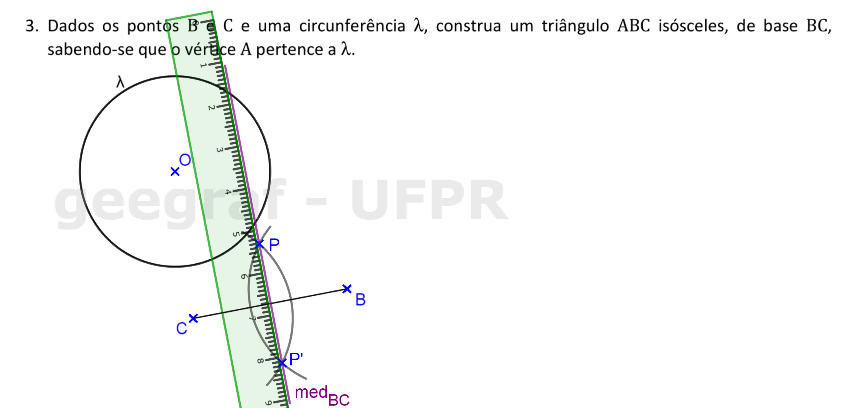 3. Dados os pontos B e C e uma circunferência λ, construa um triângulo ABC isósceles, de base BC,
sabendo-se que o vértice A pertence a λ.
λ
1
2
O
3
4
geegraf - UFPR
5
P
6
B
C
7
8
P'
med BC
9